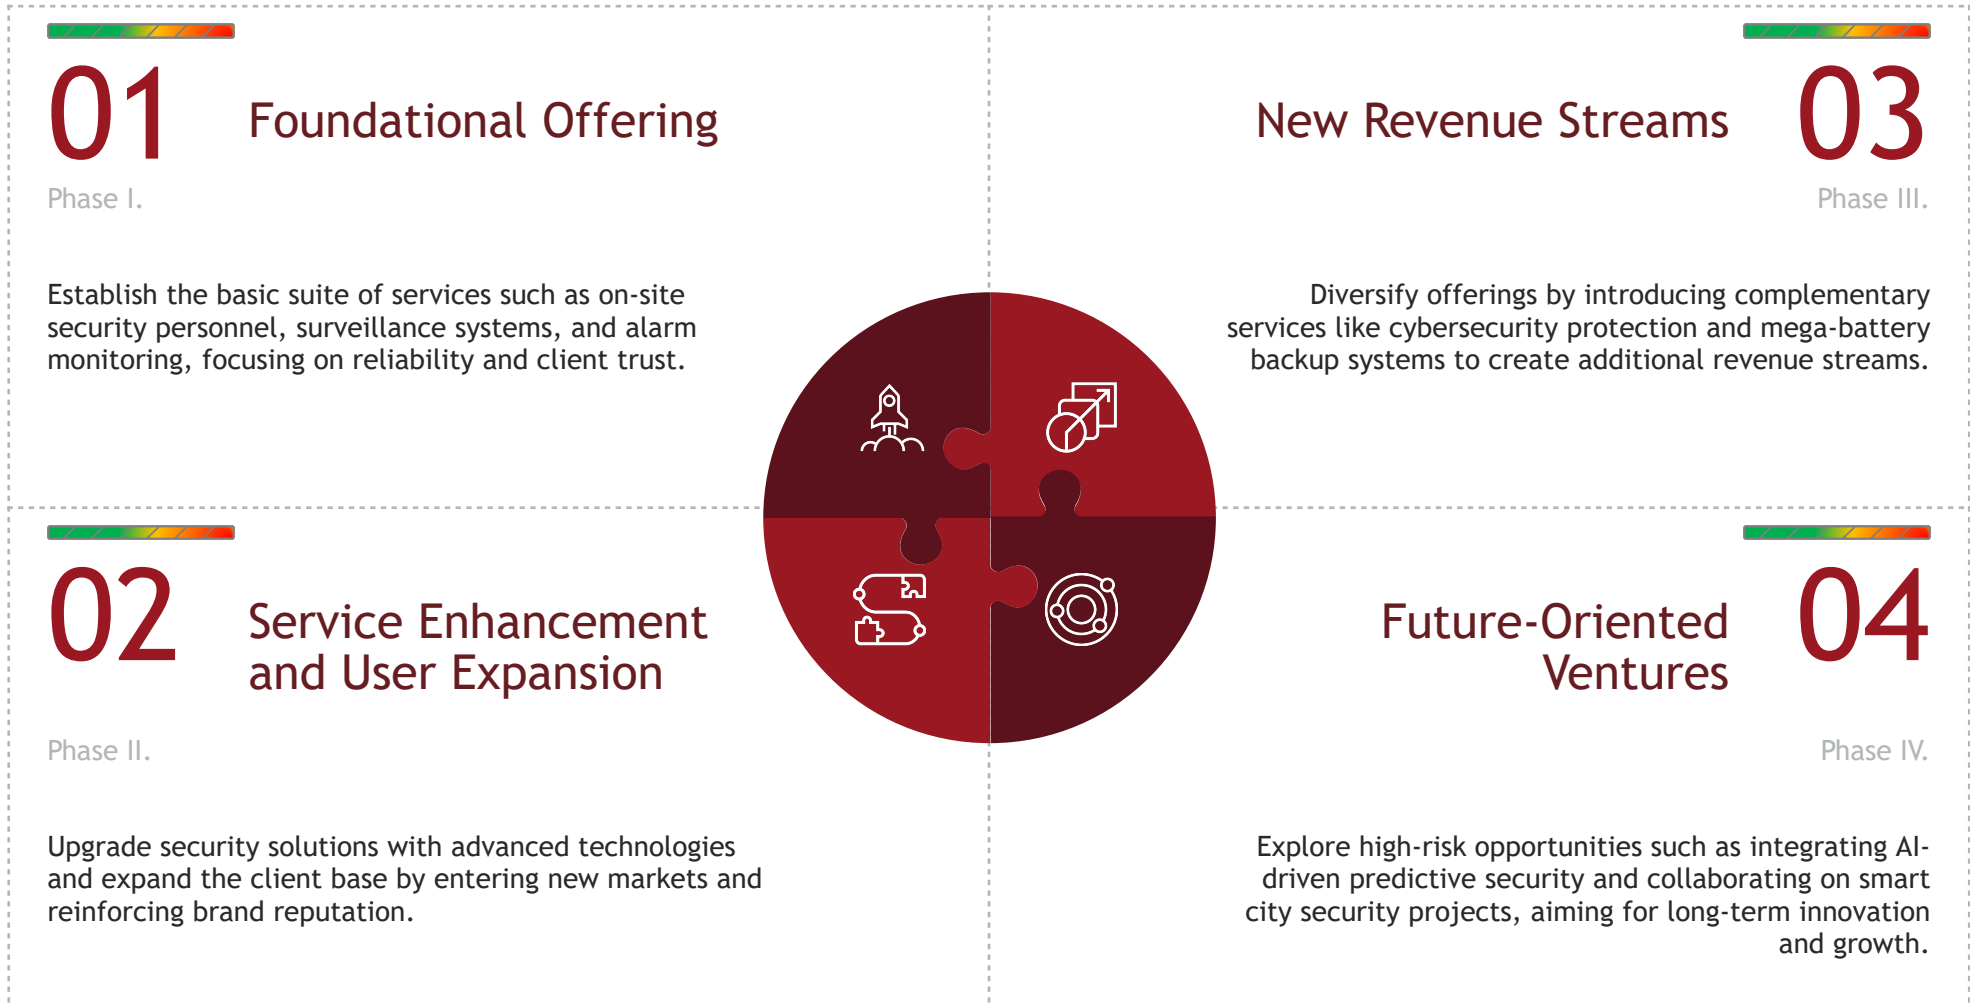 01
Foundational Offering
Phase I.
Establish the basic suite of services such as on-site
security personnel, surveillance systems, and alarm
monitoring, focusing on reliability and client trust.
02
Service Enhancement
and User Expansion
Phase II.
Upgrade security solutions with advanced technologies
and expand the client base by entering new markets and
reinforcing brand reputation.
New Revenue Streams
03
Phase III.
Diversify offerings by introducing complementary
services like cybersecurity protection and mega-battery
backup systems to create additional revenue streams.
Future-Oriented
Ventures
04
Phase IV.
Explore high-risk opportunities such as integrating AI-
driven predictive security and collaborating on smart
city security projects, aiming for long-term innovation
and growth.